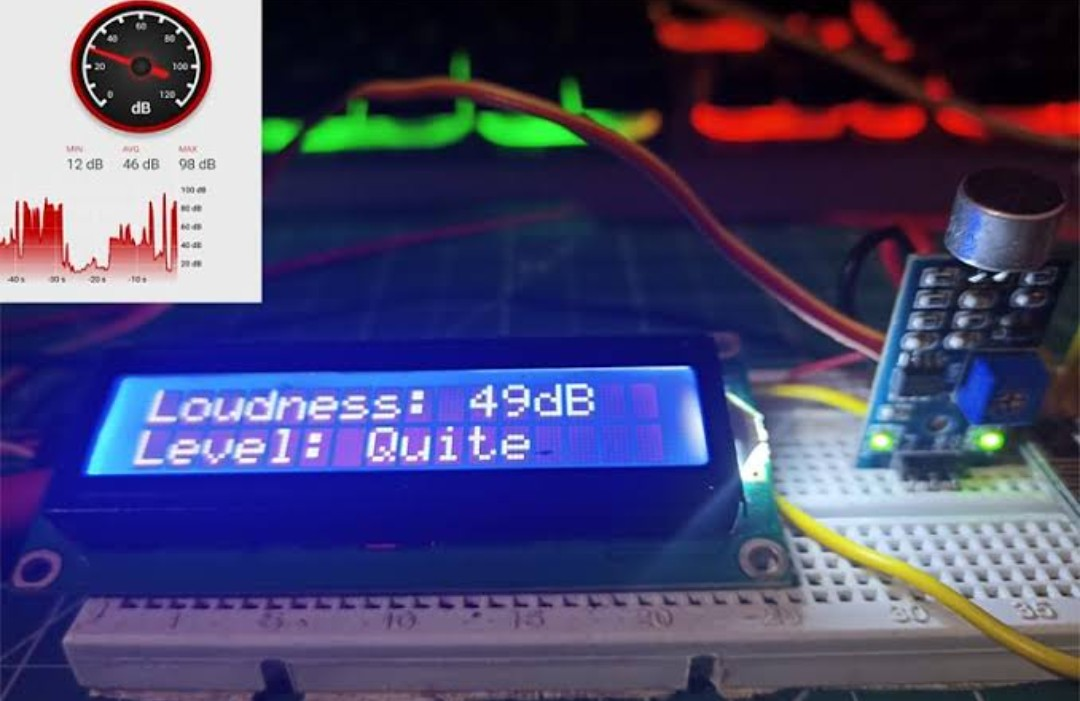 0 20 40 60 80 100 120
dB
MIN AVG MAX
12 dB 46 dB 98 dB
100 dB
80 dB
60 dB
40 dB
20 dB
-40 s -30 s -20 s -10 s
Loudness: 49dB
Level: Quite
1 5 10 15 20 25 30 35